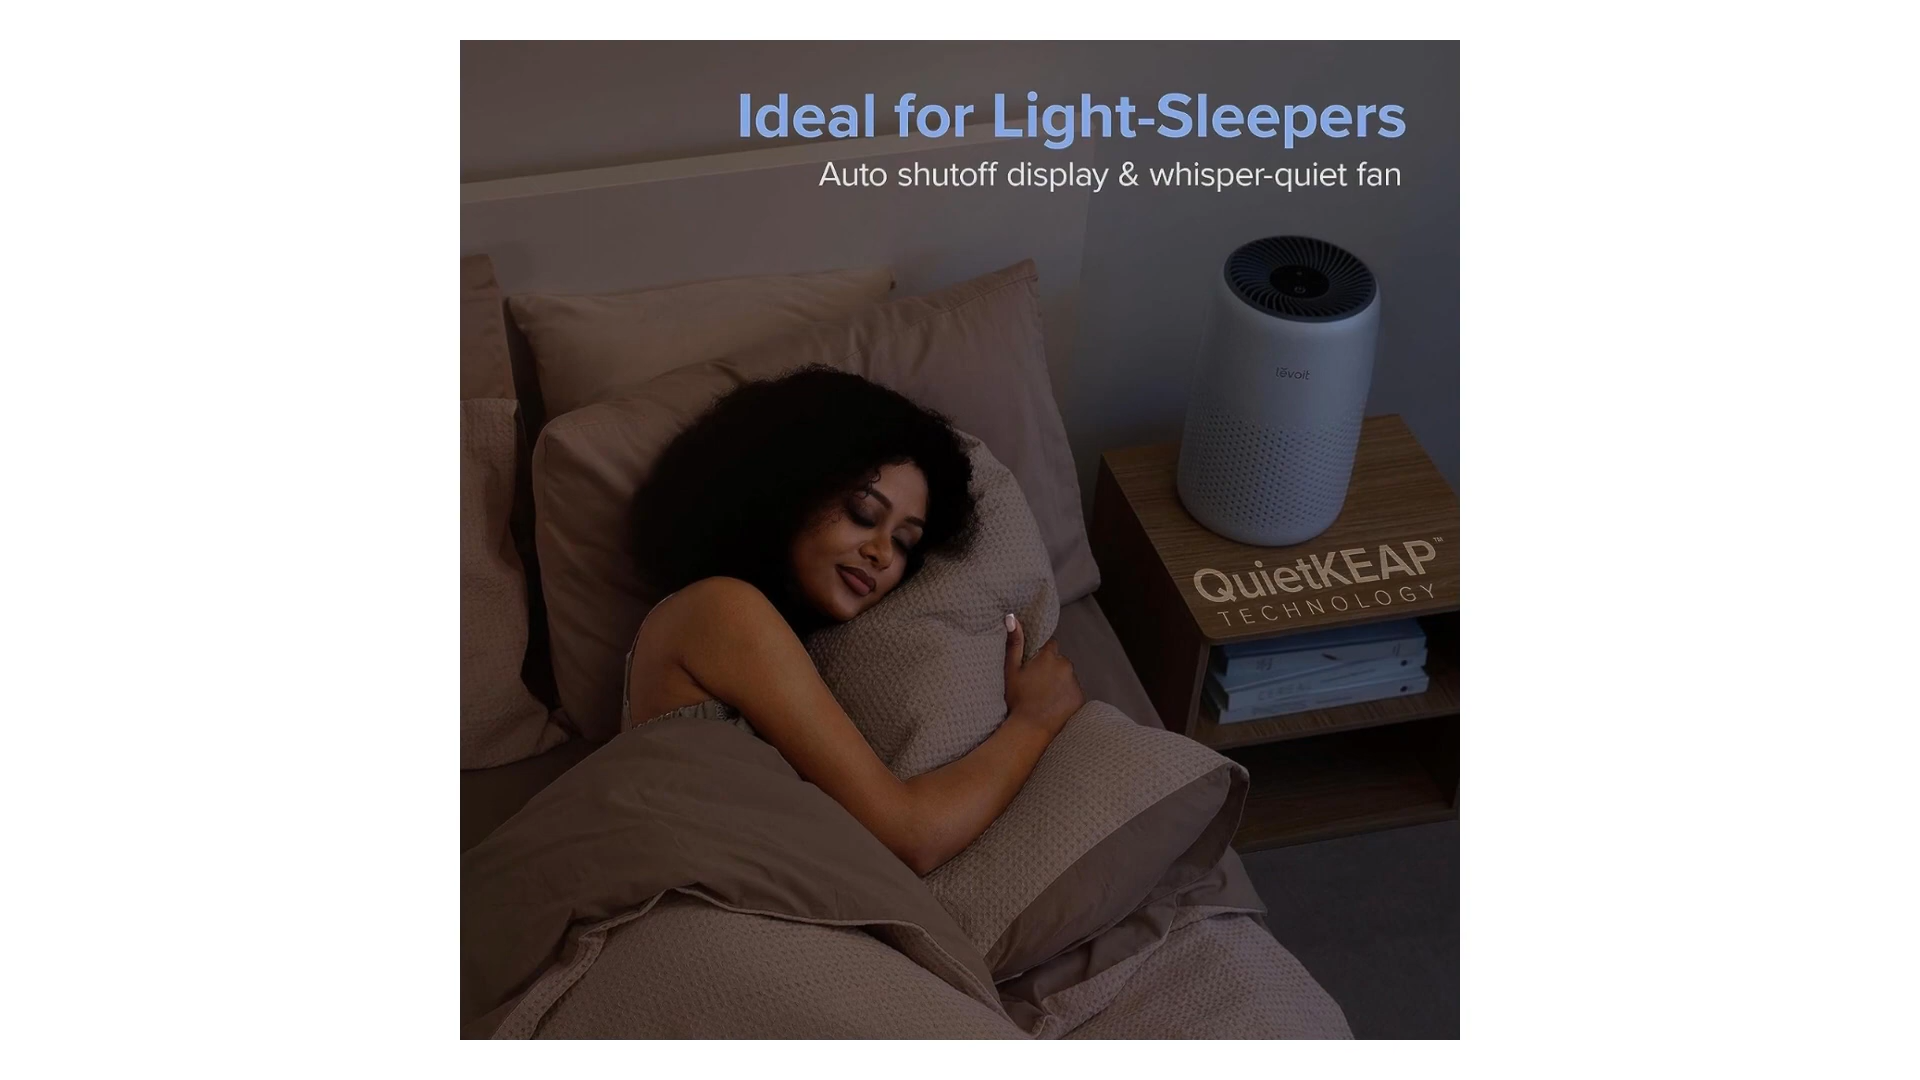 Ideal for Light-Sleepers
Auto shutoff display & whisper-quiet fan
levoit
QuietKEAP™
TECHNOLOGY